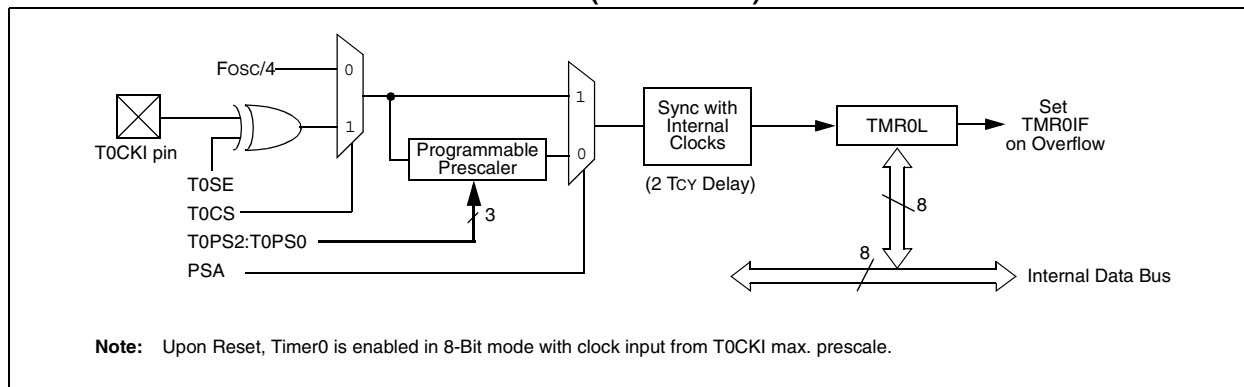 FOSC/4
0
1
T0CKI pin
T0SE
T0CS
T0PS2:T0PS0
PSA
Programmable
Prescaler
3
1
0
Sync with
Internal
Clocks
(2 TCY Delay)
TMR0L
Set
TMR0IF
on Overflow
8
8
Internal Data Bus
Note: Upon Reset, Timer0 is enabled in 8-Bit mode with clock input from T0CKI max. prescale.